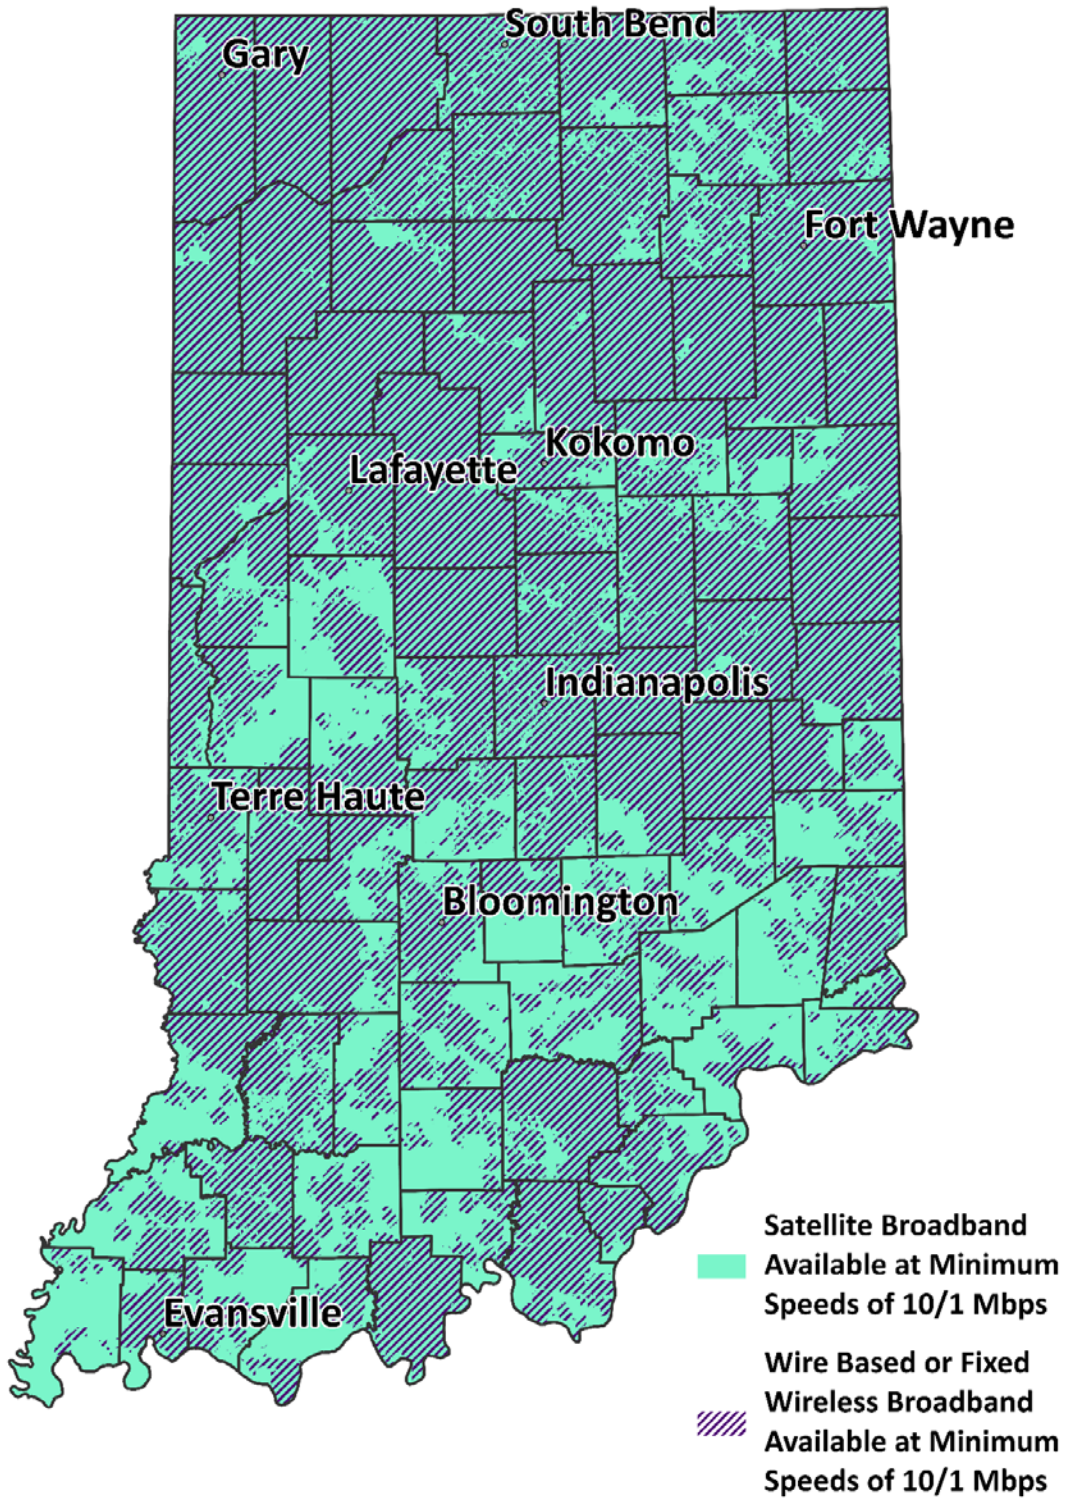 South Bend
Gary
Fort Wayne
Kokomo
Lafayette
Indianapolis
Terre Haute
Bloomington
Evansville
Satellite Broadband
Available at Minimum
Speeds of 10/1 Mbps
Wire Based or Fixed
Wireless Broadband
Available at Minimum
Speeds of 10/1 Mbps